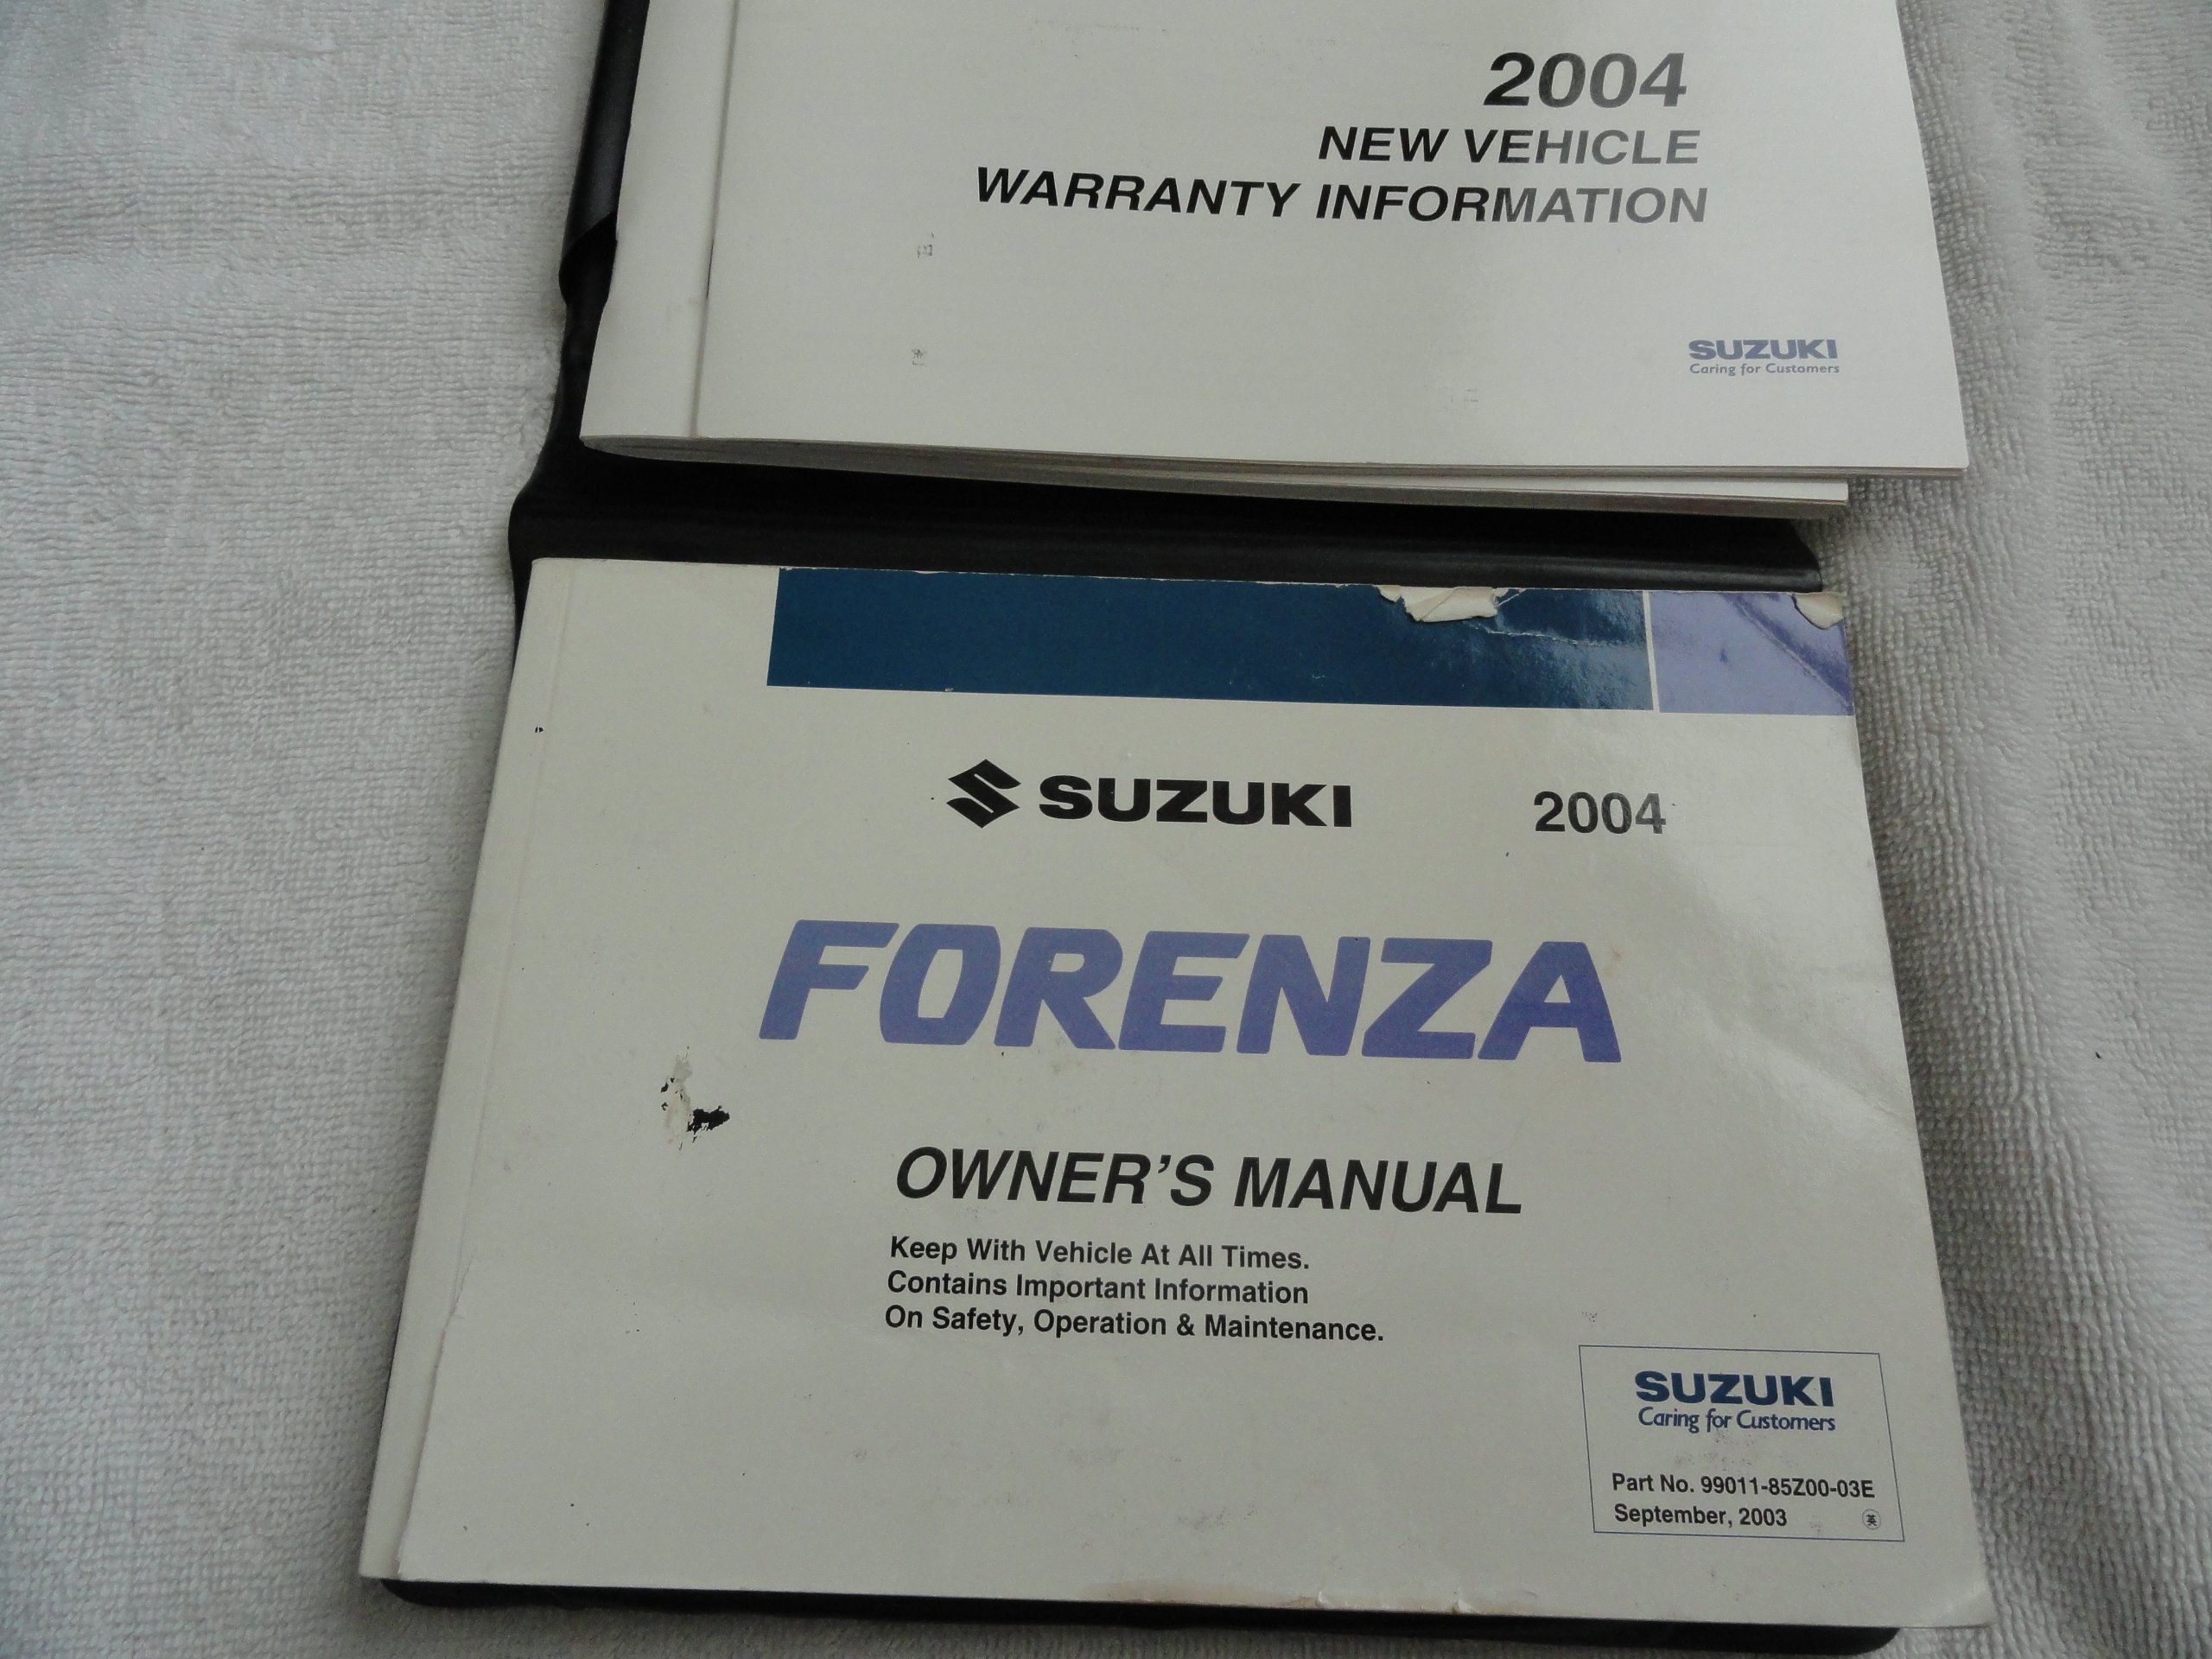 2004
NEW VEHICLE
WARRANTY INFORMATION
SUZUKI
Caring for Customers
SUZUKI 2004
FORENZA
OWNER'S MANUAL
Keep With Vehicle At All Times.
Contains Important Information
On Safety, Operation & Maintenance.
SUZUKI
Caring for Customers
Part No. 99011-85Z00-03E
September, 2003 英